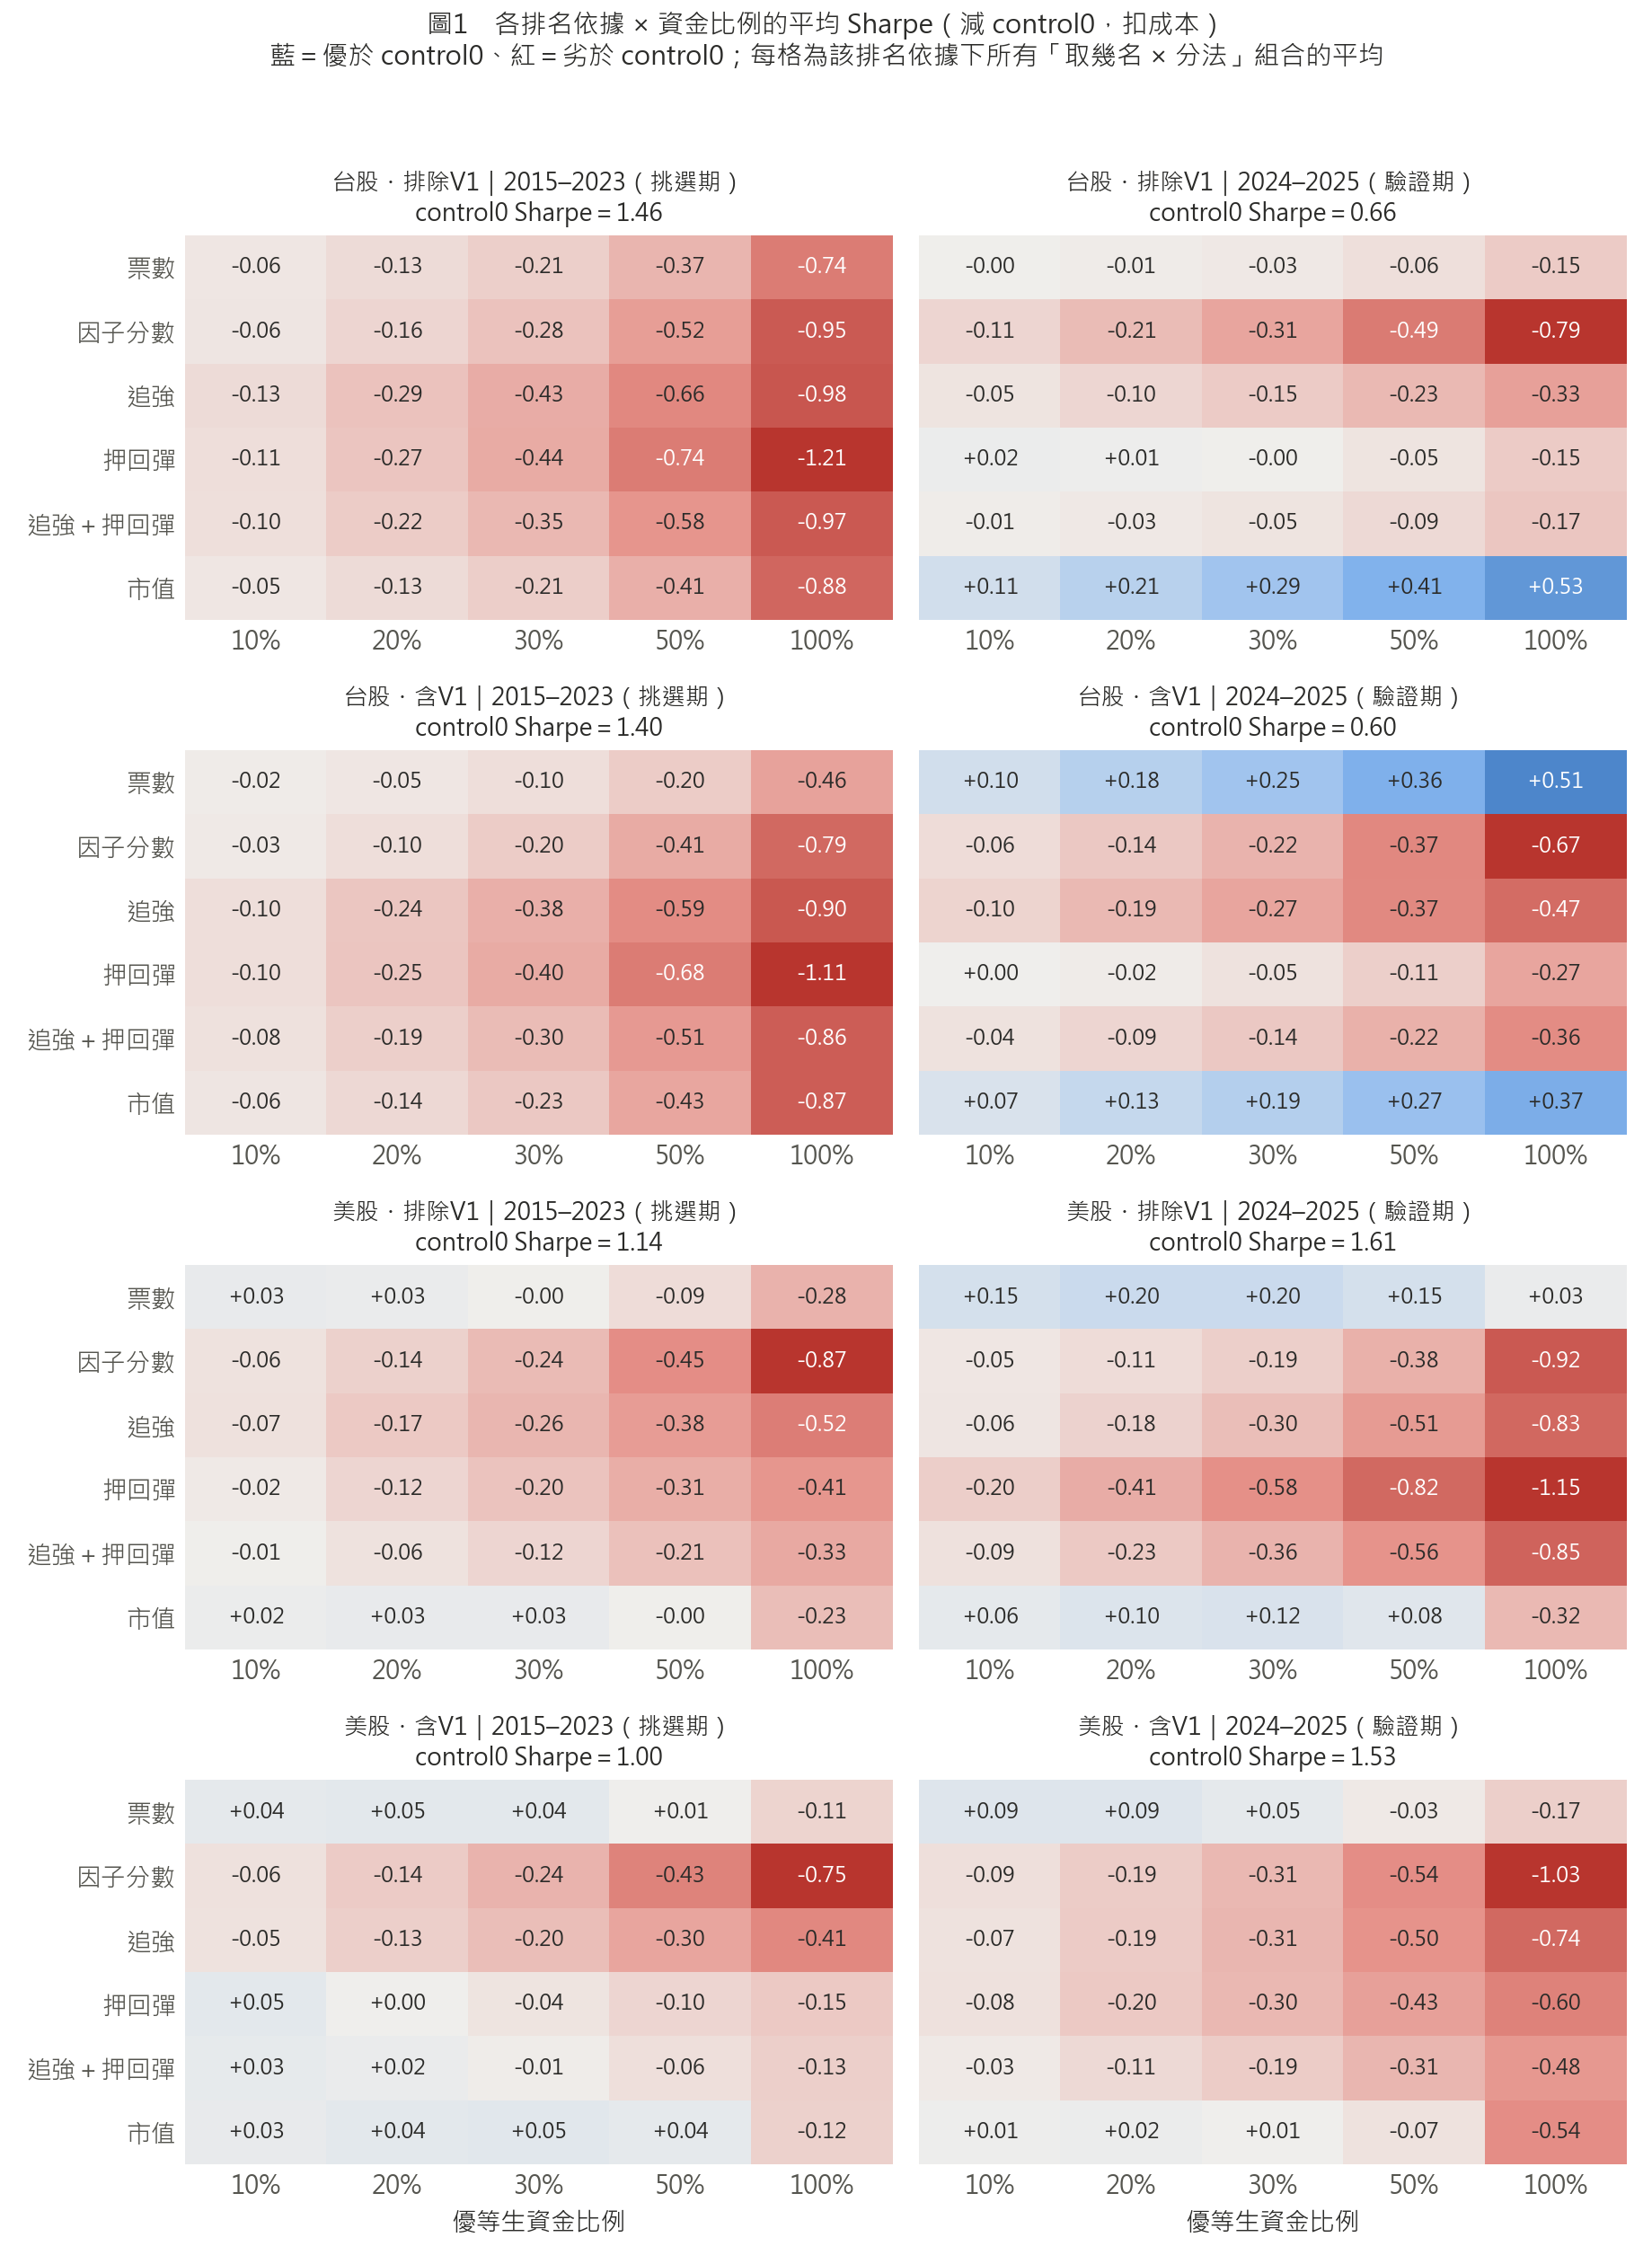 圖1　各排名依據 × 資金比例的平均 Sharpe（減 control0，扣成本）
藍＝優於 control0、紅＝劣於 control0；每格為該排名依據下所有「取幾名 × 分法」組合的平均
台股．排除V1｜2015–2023（挑選期）
control0 Sharpe＝1.46
票數 -0.06 -0.13 -0.21 -0.37 -0.74
因子分數 -0.06 -0.16 -0.28 -0.52 -0.95
追強 -0.13 -0.29 -0.43 -0.66 -0.98
押回彈 -0.11 -0.27 -0.44 -0.74 -1.21
追強＋押回彈 -0.10 -0.22 -0.35 -0.58 -0.97
市值 -0.05 -0.13 -0.21 -0.41 -0.88
10% 20% 30% 50% 100%
台股．排除V1｜2024–2025（驗證期）
control0 Sharpe＝0.66
-0.00 -0.01 -0.03 -0.06 -0.15
-0.11 -0.21 -0.31 -0.49 -0.79
-0.05 -0.10 -0.15 -0.23 -0.33
+0.02 +0.01 -0.00 -0.05 -0.15
-0.01 -0.03 -0.05 -0.09 -0.17
+0.11 +0.21 +0.29 +0.41 +0.53
10% 20% 30% 50% 100%
台股．含V1｜2015–2023（挑選期）
control0 Sharpe＝1.40
票數 -0.02 -0.05 -0.10 -0.20 -0.46
因子分數 -0.03 -0.10 -0.20 -0.41 -0.79
追強 -0.10 -0.24 -0.38 -0.59 -0.90
押回彈 -0.10 -0.25 -0.40 -0.68 -1.11
追強＋押回彈 -0.08 -0.19 -0.30 -0.51 -0.86
市值 -0.06 -0.14 -0.23 -0.43 -0.87
10% 20% 30% 50% 100%
台股．含V1｜2024–2025（驗證期）
control0 Sharpe＝0.60
+0.10 +0.18 +0.25 +0.36 +0.51
-0.06 -0.14 -0.22 -0.37 -0.67
-0.10 -0.19 -0.27 -0.37 -0.47
+0.00 -0.02 -0.05 -0.11 -0.27
-0.04 -0.09 -0.14 -0.22 -0.36
+0.07 +0.13 +0.19 +0.27 +0.37
10% 20% 30% 50% 100%
美股．排除V1｜2015–2023（挑選期）
control0 Sharpe＝1.14
票數 +0.03 +0.03 -0.00 -0.09 -0.28
因子分數 -0.06 -0.14 -0.24 -0.45 -0.87
追強 -0.07 -0.17 -0.26 -0.38 -0.52
押回彈 -0.02 -0.12 -0.20 -0.31 -0.41
追強＋押回彈 -0.01 -0.06 -0.12 -0.21 -0.33
市值 +0.02 +0.03 +0.03 -0.00 -0.23
10% 20% 30% 50% 100%
美股．排除V1｜2024–2025（驗證期）
control0 Sharpe＝1.61
+0.15 +0.20 +0.20 +0.15 +0.03
-0.05 -0.11 -0.19 -0.38 -0.92
-0.06 -0.18 -0.30 -0.51 -0.83
-0.20 -0.41 -0.58 -0.82 -1.15
-0.09 -0.23 -0.36 -0.56 -0.85
+0.06 +0.10 +0.12 +0.08 -0.32
10% 20% 30% 50% 100%
美股．含V1｜2015–2023（挑選期）
control0 Sharpe＝1.00
票數 +0.04 +0.05 +0.04 +0.01 -0.11
因子分數 -0.06 -0.14 -0.24 -0.43 -0.75
追強 -0.05 -0.13 -0.20 -0.30 -0.41
押回彈 +0.05 +0.00 -0.04 -0.10 -0.15
追強＋押回彈 +0.03 +0.02 -0.01 -0.06 -0.13
市值 +0.03 +0.04 +0.05 +0.04 -0.12
10% 20% 30% 50% 100%
優等生資金比例
美股．含V1｜2024–2025（驗證期）
control0 Sharpe＝1.53
+0.09 +0.09 +0.05 -0.03 -0.17
-0.09 -0.19 -0.31 -0.54 -1.03
-0.07 -0.19 -0.31 -0.50 -0.74
-0.08 -0.20 -0.30 -0.43 -0.60
-0.03 -0.11 -0.19 -0.31 -0.48
+0.01 +0.02 +0.01 -0.07 -0.54
10% 20% 30% 50% 100%
優等生資金比例